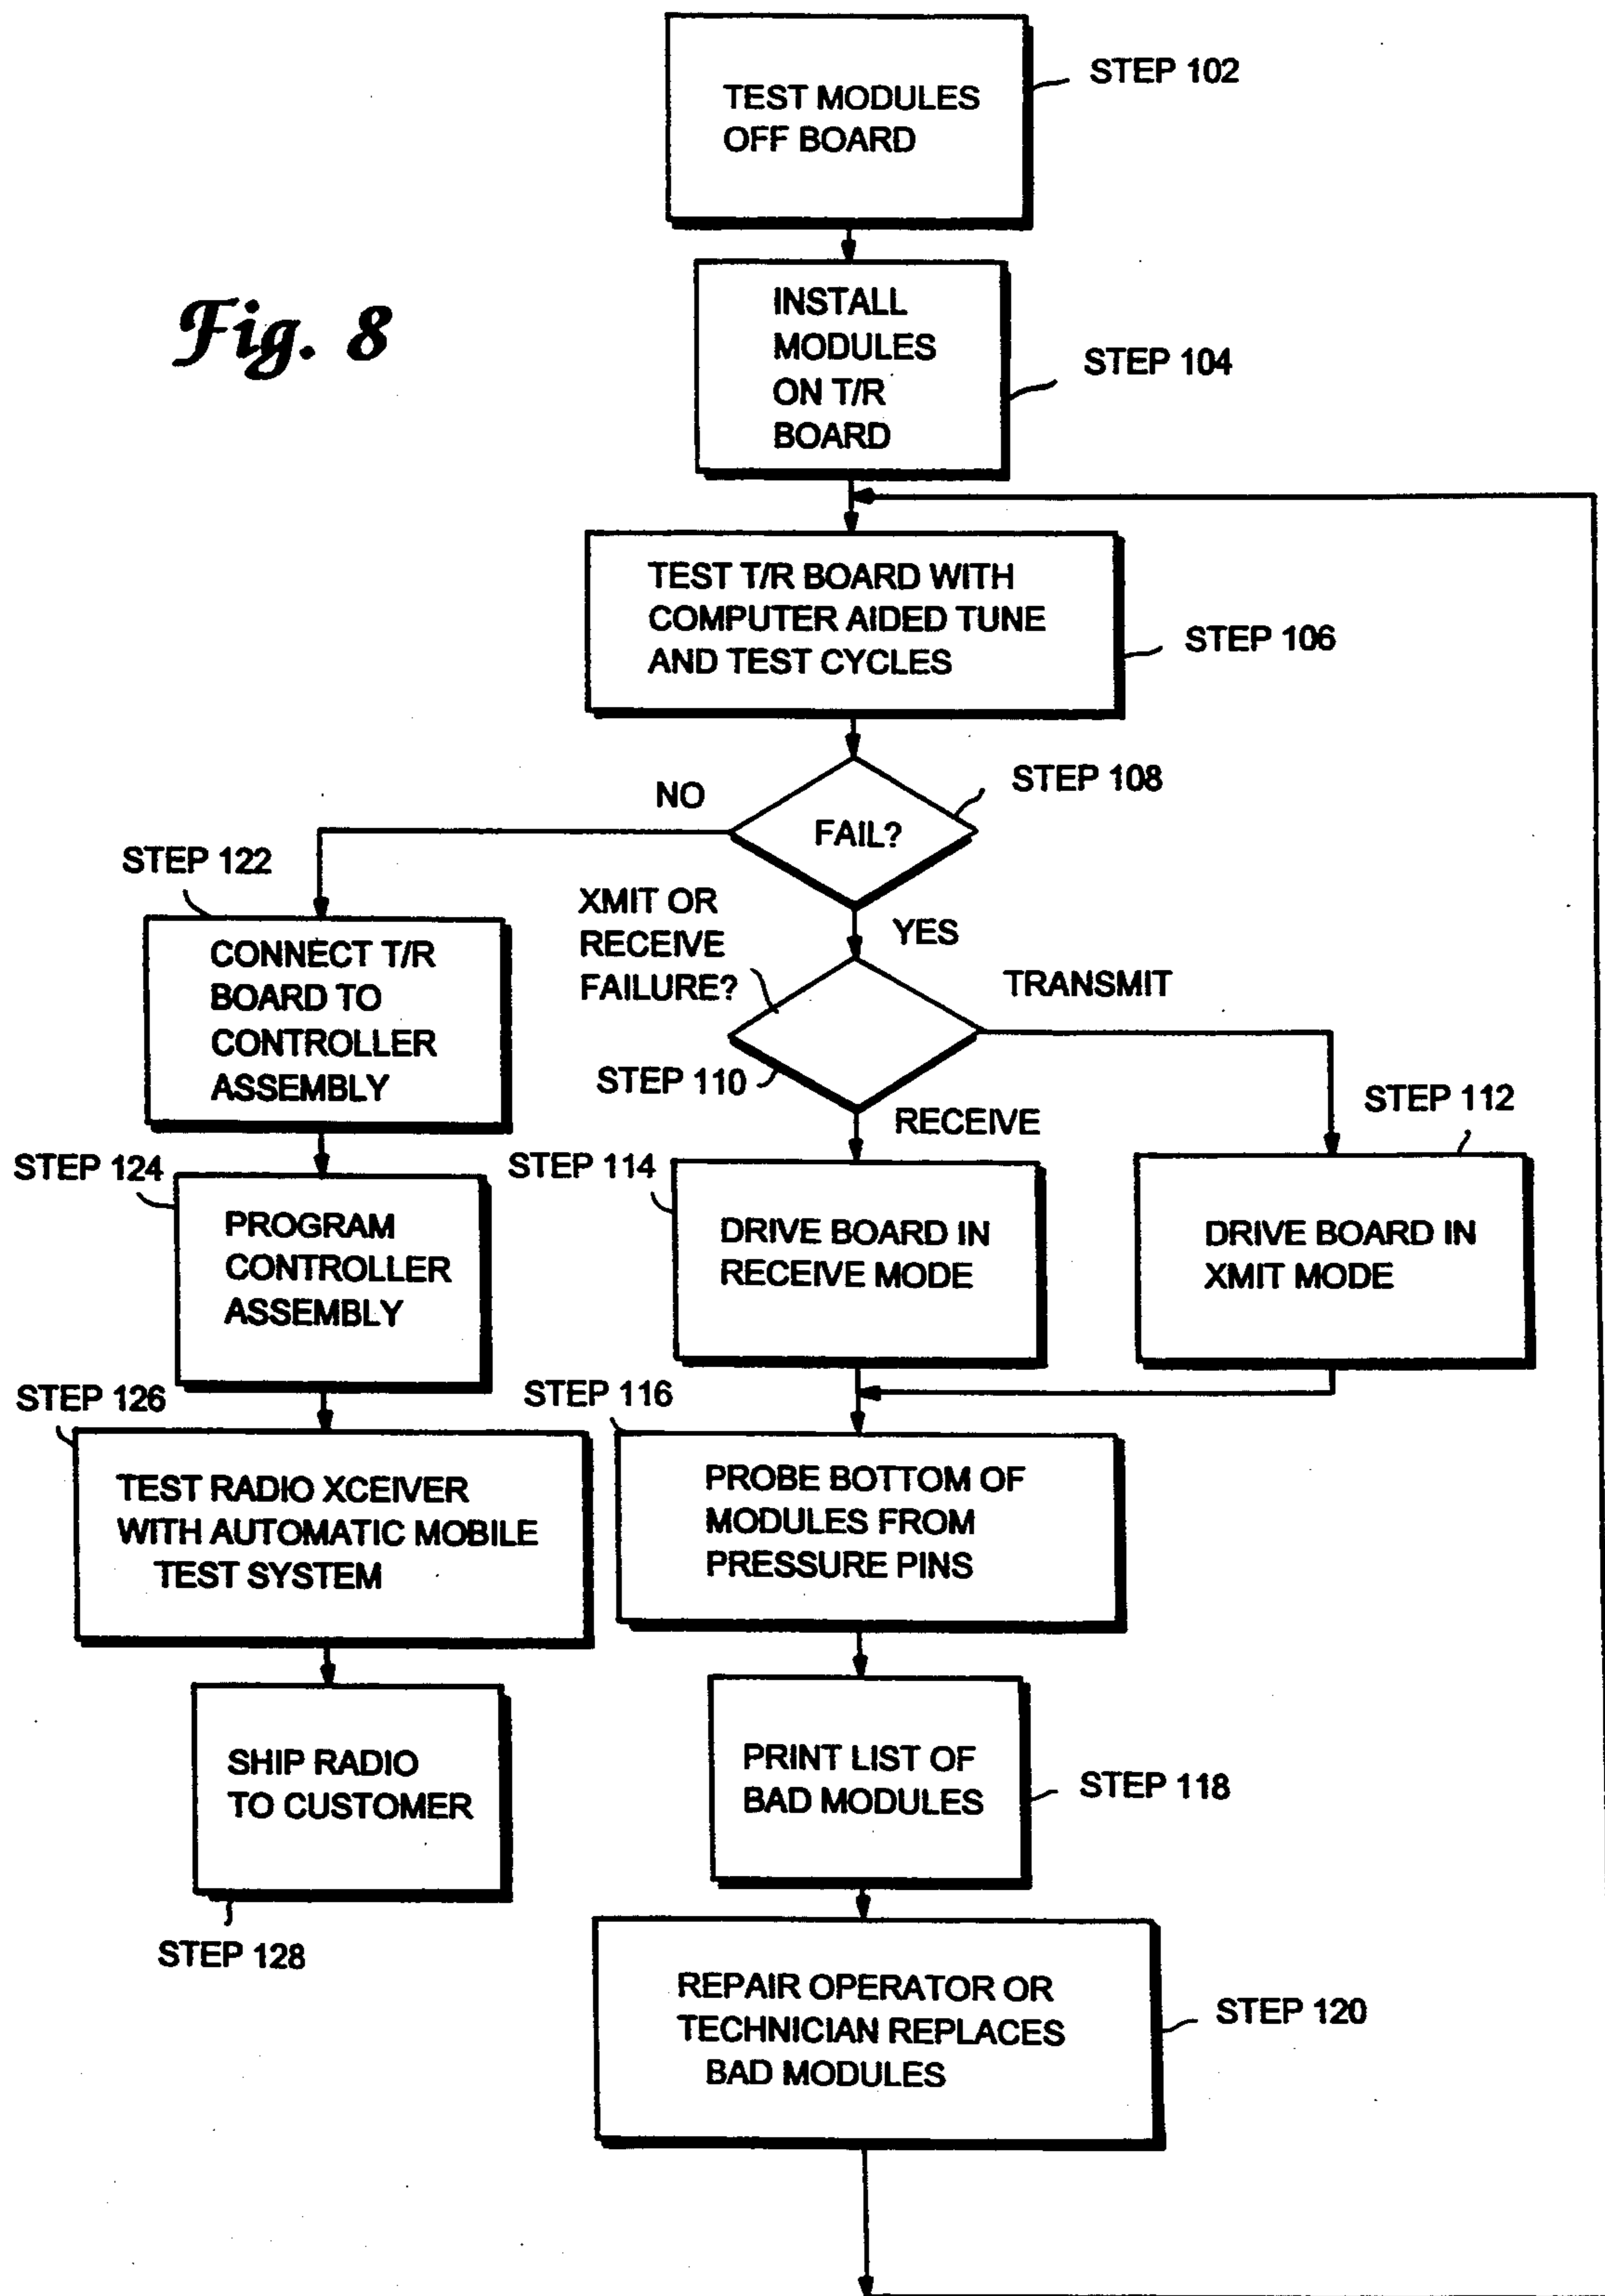 TEST MODULES
OFF BOARD
STEP 102
Fig. 8
INSTALL
MODULES
ON T/R
BOARD
STEP 104
TEST T/R BOARD WITH
COMPUTER AIDED TUNE
AND TEST CYCLES
STEP 106
FAIL?
STEP 108
NO
YES
XMIT OR
RECEIVE
FAILURE?
STEP 110
TRANSMIT
RECEIVE
STEP 112
DRIVE BOARD IN
XMIT MODE
STEP 114
DRIVE BOARD IN
RECEIVE MODE
STEP 116
PROBE BOTTOM OF
MODULES FROM
PRESSURE PINS
PRINT LIST OF
BAD MODULES
STEP 118
REPAIR OPERATOR OR
TECHNICIAN REPLACES
BAD MODULES
STEP 120
STEP 122
CONNECT T/R
BOARD TO
CONTROLLER
ASSEMBLY
STEP 124
PROGRAM
CONTROLLER
ASSEMBLY
STEP 126
TEST RADIO XCEIVER
WITH AUTOMATIC MOBILE
TEST SYSTEM
SHIP RADIO
TO CUSTOMER
STEP 128